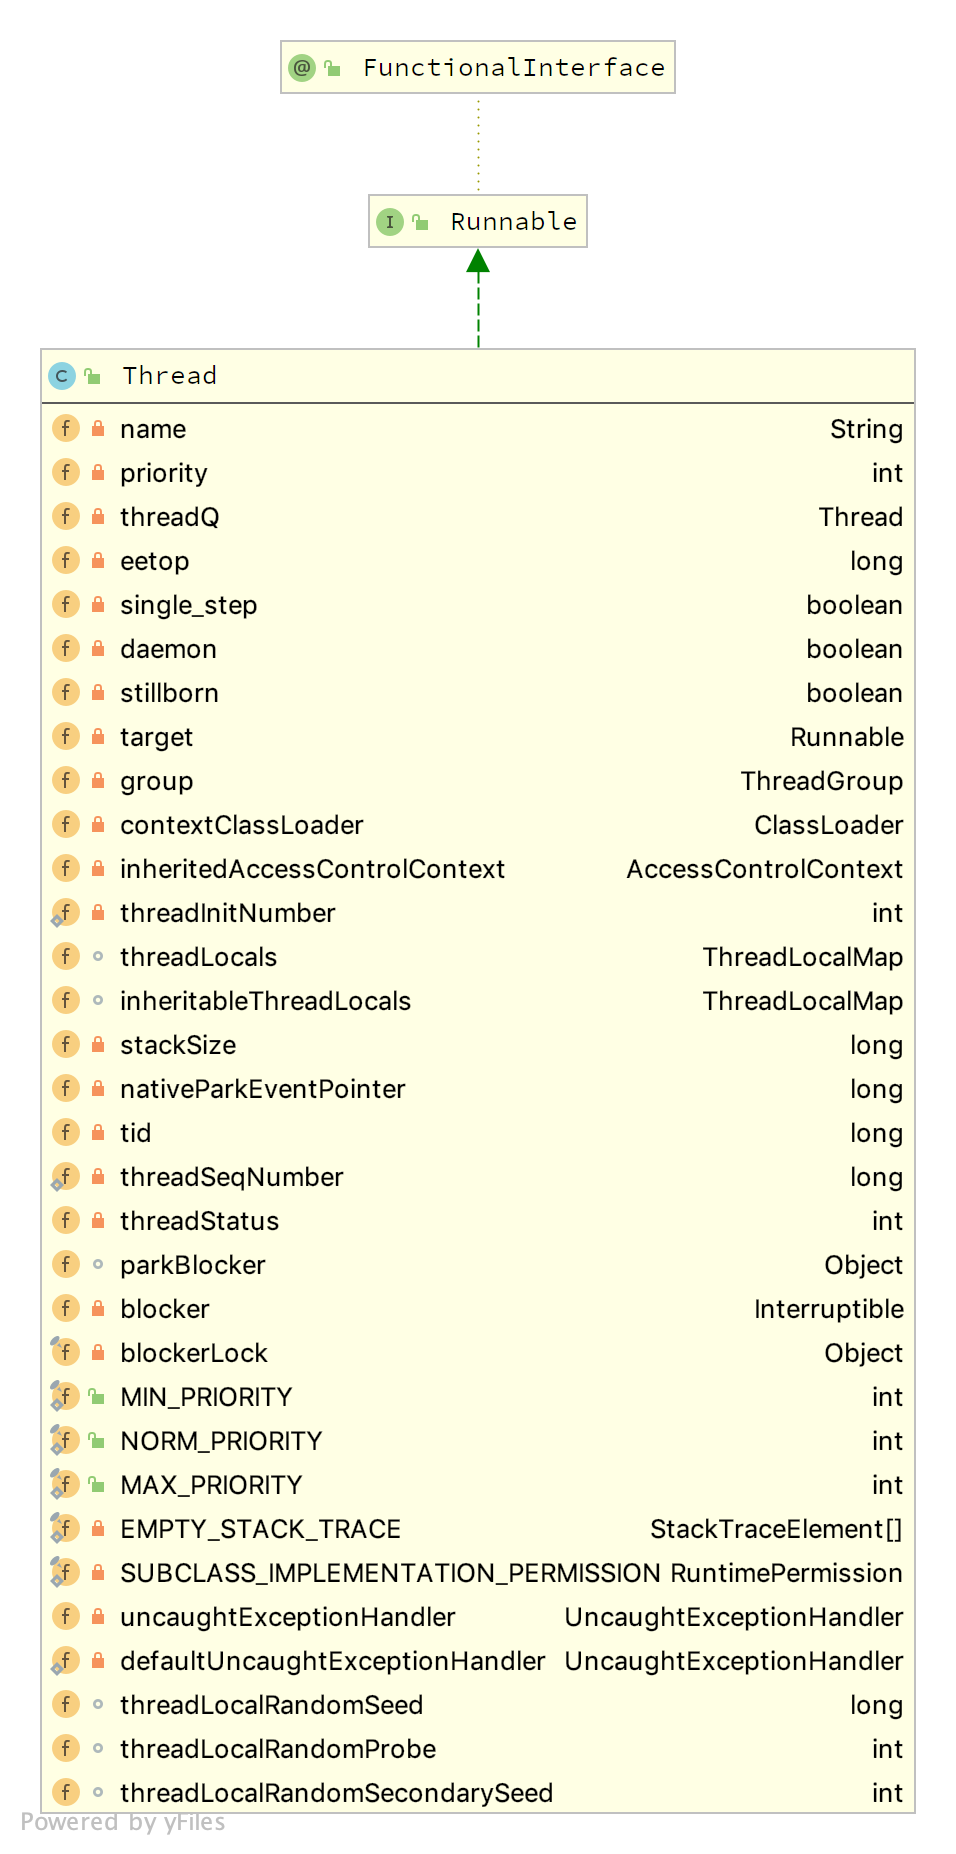 @ FunctionalInterface
I Runnable
C Thread
f name String
f priority int
f threadQ Thread
f eetop long
f single_step boolean
f daemon boolean
f stillborn boolean
f target Runnable
f group ThreadGroup
f contextClassLoader ClassLoader
f inheritedAccessControlContext AccessControlContext
f threadInitNumber int
f threadLocals ThreadLocalMap
f inheritableThreadLocals ThreadLocalMap
f stackSize long
f nativeParkEventPointer long
f tid long
f threadSeqNumber long
f threadStatus int
f parkBlocker Object
f blocker Interruptible
f blockerLock Object
f MIN_PRIORITY int
f NORM_PRIORITY int
f MAX_PRIORITY int
f EMPTY_STACK_TRACE StackTraceElement[]
f SUBCLASS_IMPLEMENTATION_PERMISSION RuntimePermission
f uncaughtExceptionHandler UncaughtExceptionHandler
f defaultUncaughtExceptionHandler UncaughtExceptionHandler
f threadLocalRandomSeed long
f threadLocalRandomProbe int
f threadLocalRandomSecondarySeed int
Powered by yFiles